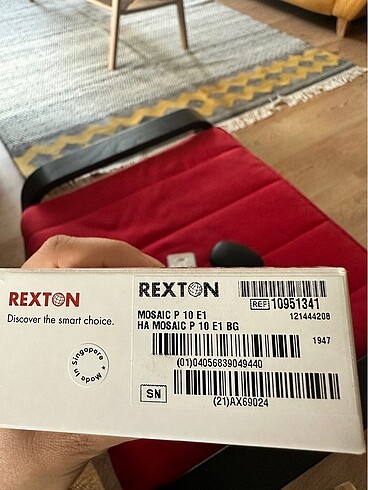 REXTON
Discover the smart choice.
Made in Singapore
REXTON
REF 10951341
121444208
MOSAIC P 10 E1
HA MOSAIC P 10 E1 BG
1947
(01)04056839049440
SN
(21)AX69024